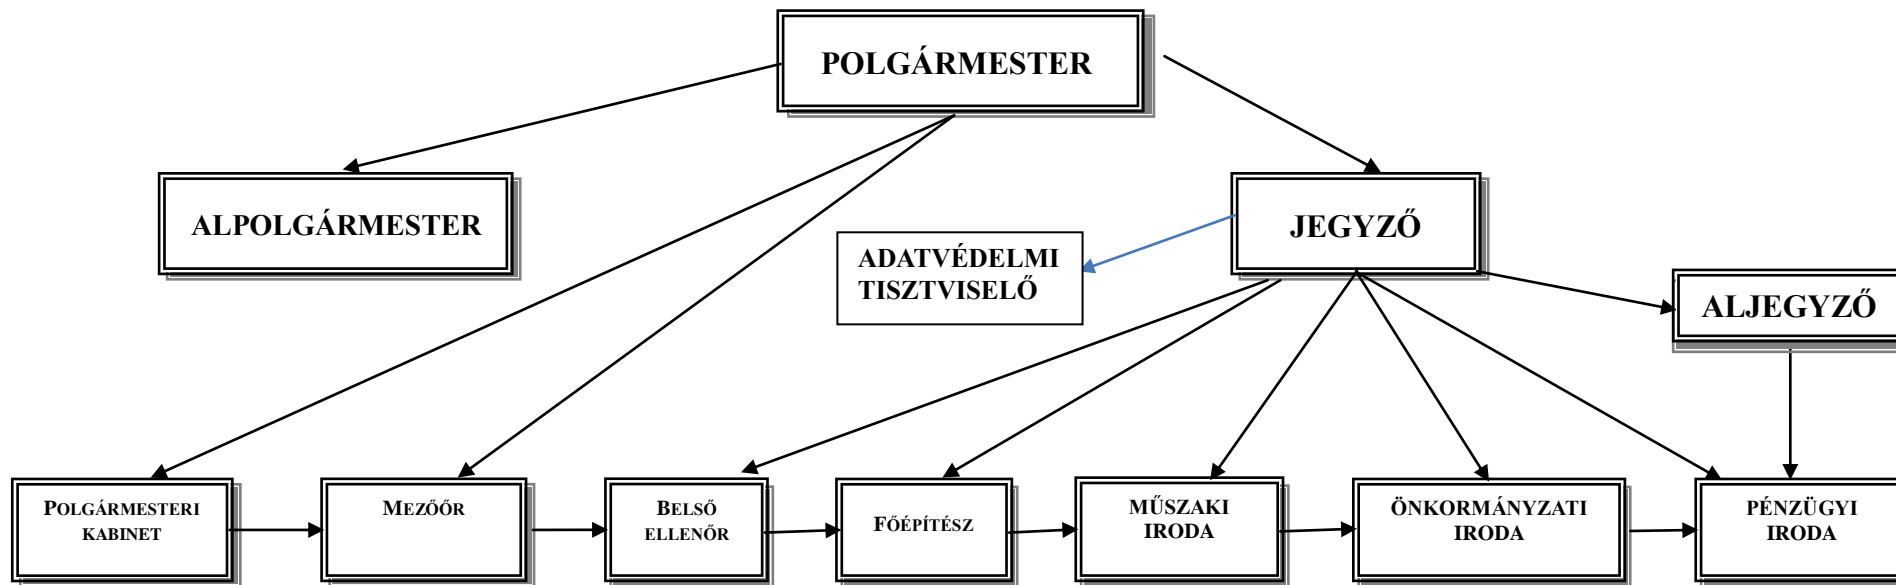 POLGÁRMESTER
ALPOLGÁRMESTER
JEGYZŐ
ADATVÉDELMI
TISZTVISELŐ
ALJEGYZŐ
POLGÁRMESTERI
KABINET
MEZŐŐR
BELSŐ
ELLENŐR
FŐÉPÍTÉSZ
MŰSZAKI
IRODA
ÖNKORMÁNYZATI
IRODA
PÉNZÜGYI
IRODA